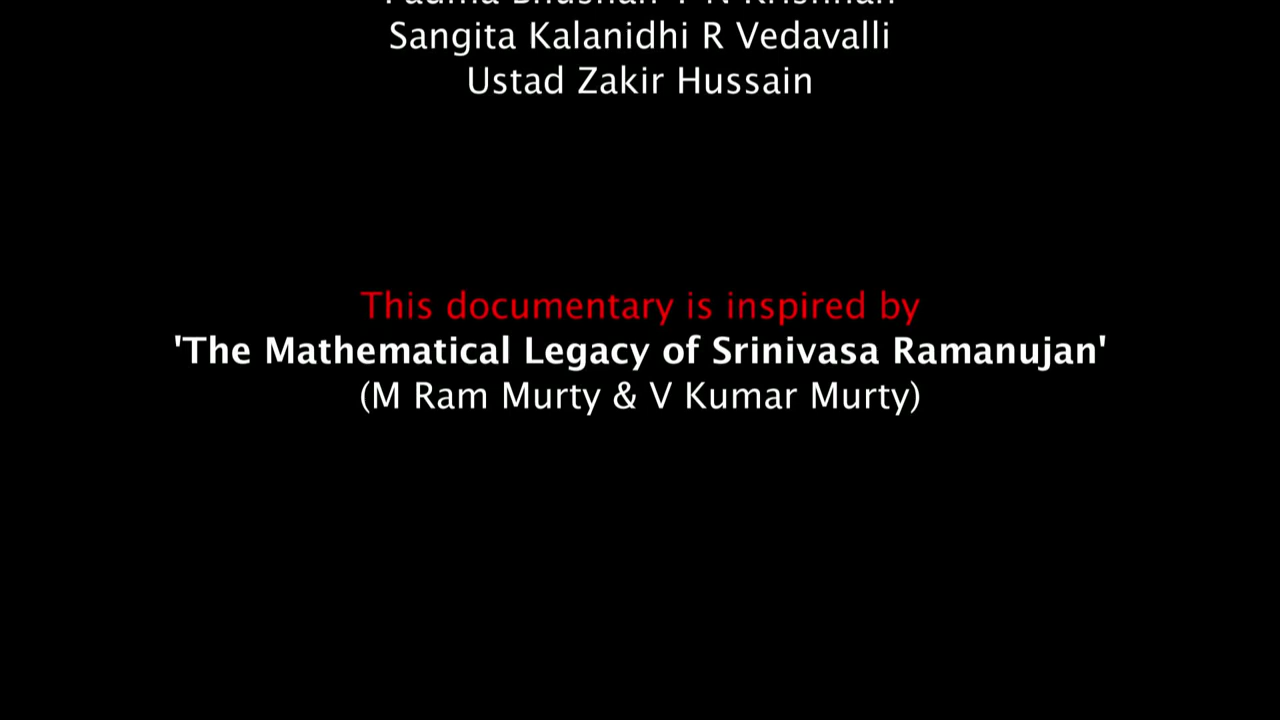 Sangita Kalanidhi R Vedavalli
Ustad Zakir Hussain
This documentary is inspired by
'The Mathematical Legacy of Srinivasa Ramanujan'
(M Ram Murty & V Kumar Murty)